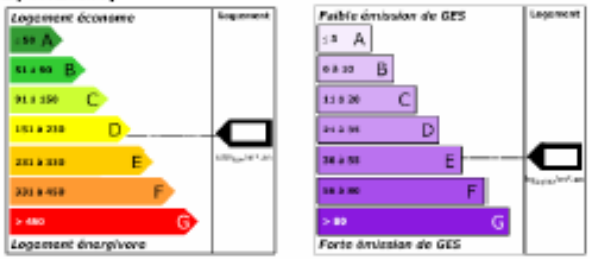 Logement économe
Logement
≤ 50 A
51 à 90 B
91 à 150 C
151 à 230 D
231 à 330 E
331 à 450 F
> 450 G
Logement énergivore
Faible émission de GES
Logement
≤ 5 A
6 à 10 B
11 à 20 C
21 à 35 D
36 à 55 E
56 à 80 F
> 80 G
Forte émission de GES